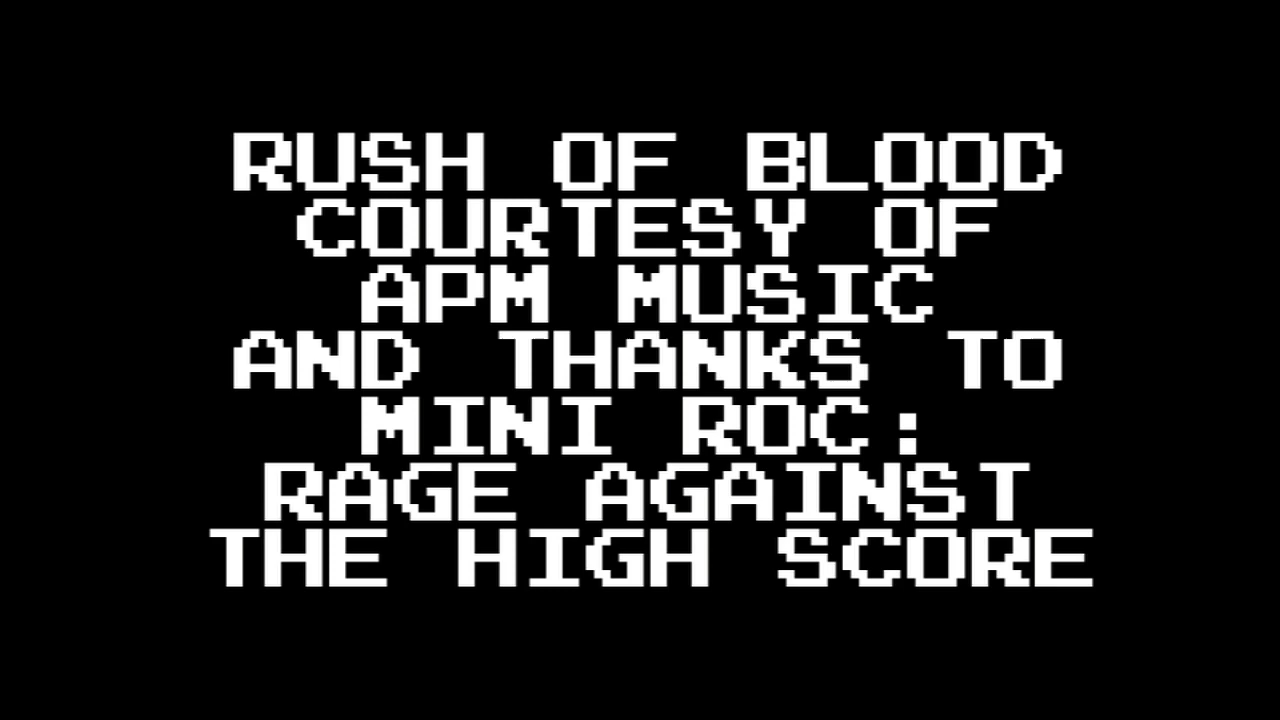 RUSH OF BLOOD
COURTESY OF
APM MUSIC
AND THANKS TO
MINI ROC:
RAGE AGAINST
THE HIGH SCORE